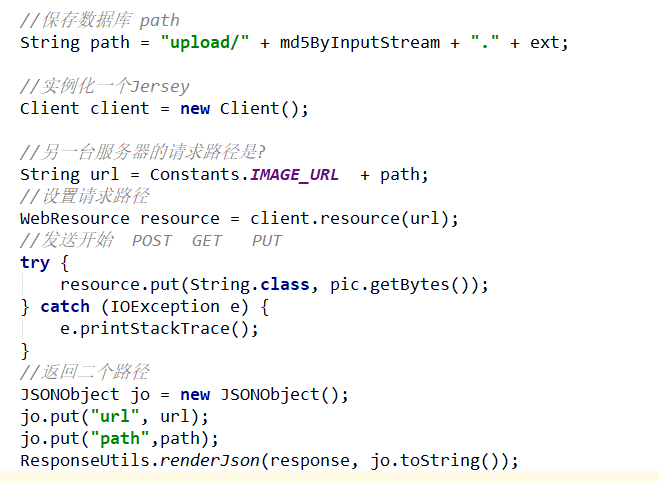 //保存数据库 path
String path = "upload/" + md5ByInputStream + "." + ext;
//实例化一个Jersey
Client client = new Client();
//另一台服务器的请求路径是?
String url = Constants.IMAGE_URL  + path;
//设置请求路径
WebResource resource = client.resource(url);
//发送开始  POST  GET   PUT
try {
    resource.put(String.class, pic.getBytes());
} catch (IOException e) {
    e.printStackTrace();
}
//返回二个路径
JSONObject jo = new JSONObject();
jo.put("url", url);
jo.put("path",path);
ResponseUtils.renderJson(response, jo.toString());